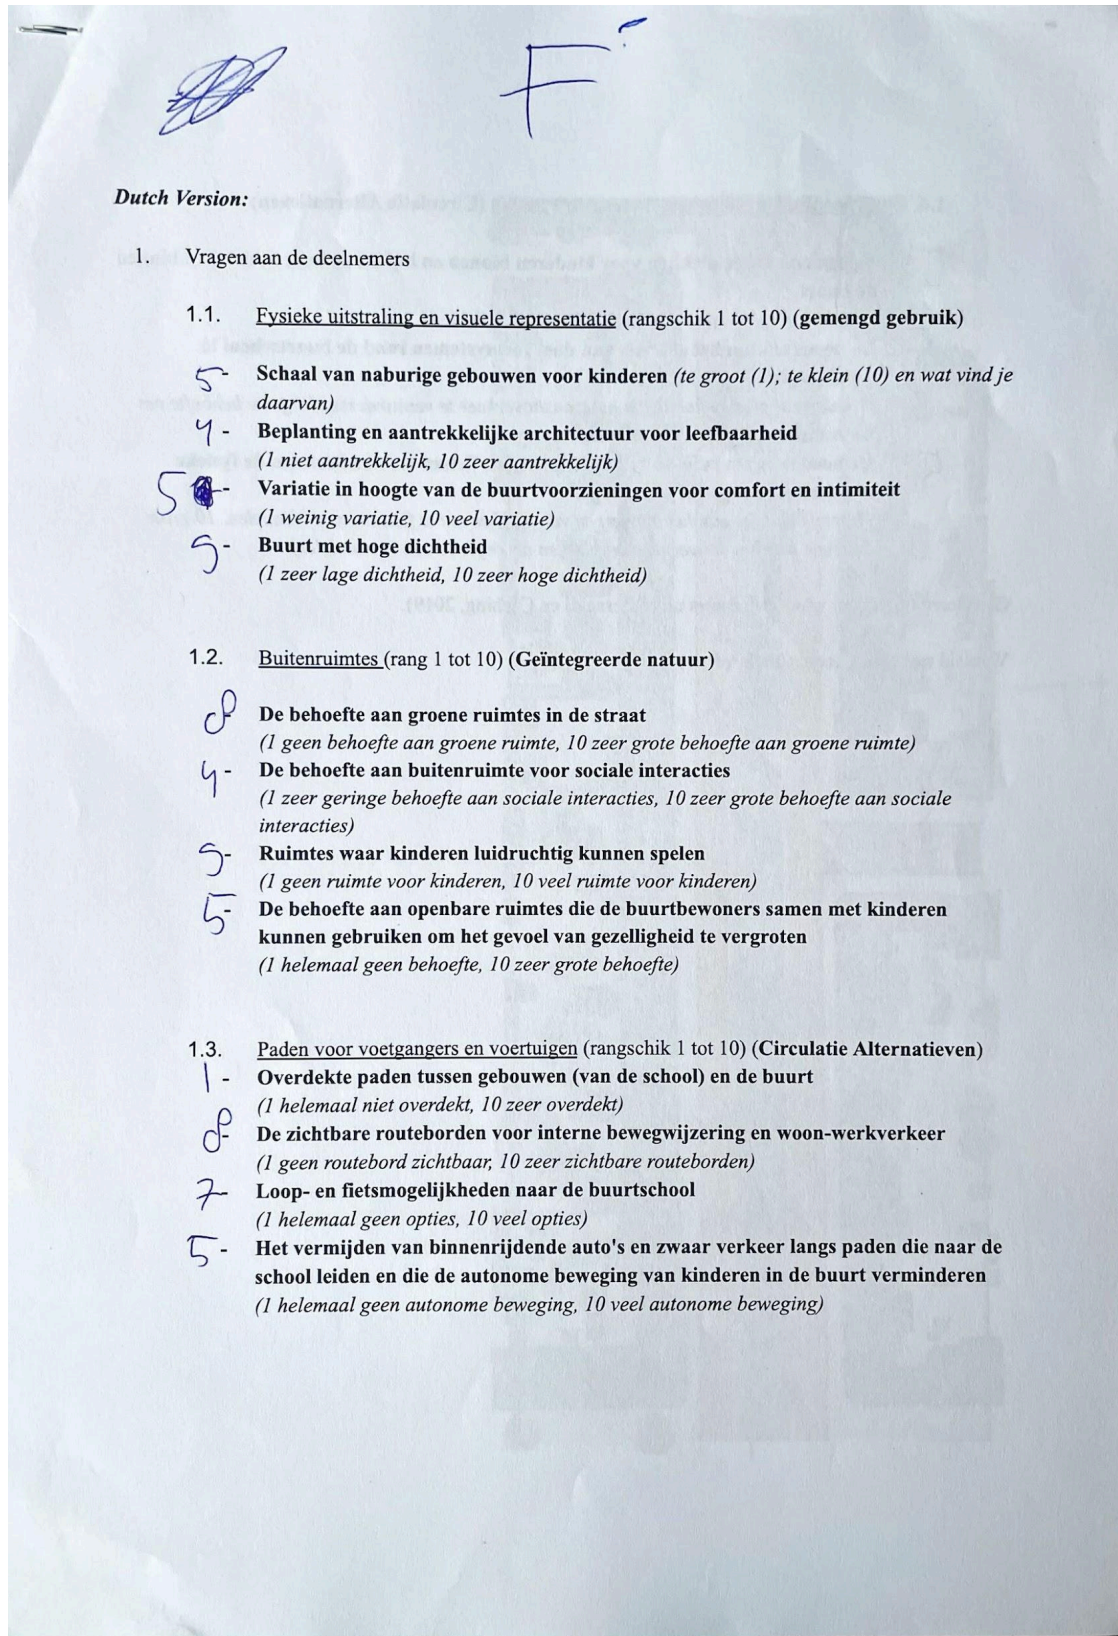 F
Dutch Version:
1. Vragen aan de deelnemers
1.1. Fysieke uitstraling en visuele representatie (rangschik 1 tot 10) (gemengd gebruik)
5- Schaal van naburige gebouwen voor kinderen (te groot (1); te klein (10) en wat vind je
daarvan)
4- Beplanting en aantrekkelijke architectuur voor leefbaarheid
(1 niet aantrekkelijk, 10 zeer aantrekkelijk)
5 - Variatie in hoogte van de buurtvoorzieningen voor comfort en intimiteit
(1 weinig variatie, 10 veel variatie)
5- Buurt met hoge dichtheid
(1 zeer lage dichtheid, 10 zeer hoge dichtheid)
1.2. Buitenruimtes (rang 1 tot 10) (Geïntegreerde natuur)
8 De behoefte aan groene ruimtes in de straat
(1 geen behoefte aan groene ruimte, 10 zeer grote behoefte aan groene ruimte)
4- De behoefte aan buitenruimte voor sociale interacties
(1 zeer geringe behoefte aan sociale interacties, 10 zeer grote behoefte aan sociale
interacties)
5- Ruimtes waar kinderen luidruchtig kunnen spelen
(1 geen ruimte voor kinderen, 10 veel ruimte voor kinderen)
5- De behoefte aan openbare ruimtes die de buurtbewoners samen met kinderen
kunnen gebruiken om het gevoel van gezelligheid te vergroten
(1 helemaal geen behoefte, 10 zeer grote behoefte)
1.3. Paden voor voetgangers en voertuigen (rangschik 1 tot 10) (Circulatie Alternatieven)
1- Overdekte paden tussen gebouwen (van de school) en de buurt
(1 helemaal niet overdekt, 10 zeer overdekt)
8- De zichtbare routeborden voor interne bewegwijzering en woon-werkverkeer
(1 geen routebord zichtbaar, 10 zeer zichtbare routeborden)
7- Loop- en fietsmogelijkheden naar de buurtschool
(1 helemaal geen opties, 10 veel opties)
5- Het vermijden van binnenrijdende auto's en zwaar verkeer langs paden die naar de
school leiden en die de autonome beweging van kinderen in de buurt verminderen
(1 helemaal geen autonome beweging, 10 veel autonome beweging)